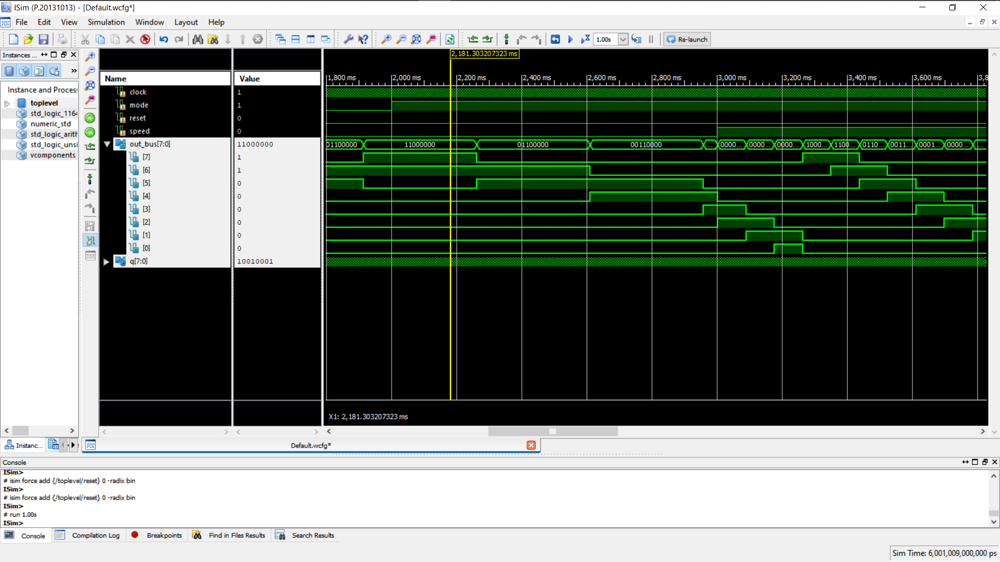 ISim (P.20131013) - [Default.wcfg*]
File Edit View Simulation Window Layout Help
1.00s Re-launch
Instances ...
»
Instance and Process
toplevel
std_logic_1164
numeric_std
std_logic_arith
std_logic_unsi
vcomponents
Name Value
clock 1
mode 1
reset 0
speed 0
out_bus[7:0] 11000000
[7] 1
[6] 1
[5] 0
[4] 0
[3] 0
[2] 0
[1] 0
[0] 0
q[7:0] 10010001
2,181.303207323 ms
1,800 ms 2,000 ms 2,200 ms 2,400 ms 2,600 ms 2,800 ms 3,000 ms 3,200 ms 3,400 ms 3,600 ms 3,8
01100000 11000000 01100000 00110000 ... 0000... 0000... 0000... 1000... 1100... 0110... 0011... 0001... 0000... ...
X1: 2,181.303207323 ms
Instanc...
Default.wcfg*
Console
ISim>
# isim force add {/toplevel/reset} 0 -radix bin
ISim>
# isim force add {/toplevel/reset} 0 -radix bin
ISim>
# run 1.00s
ISim>
Console Compilation Log Breakpoints Find in Files Results Search Results
Sim Time: 6,001,009,000,000 ps